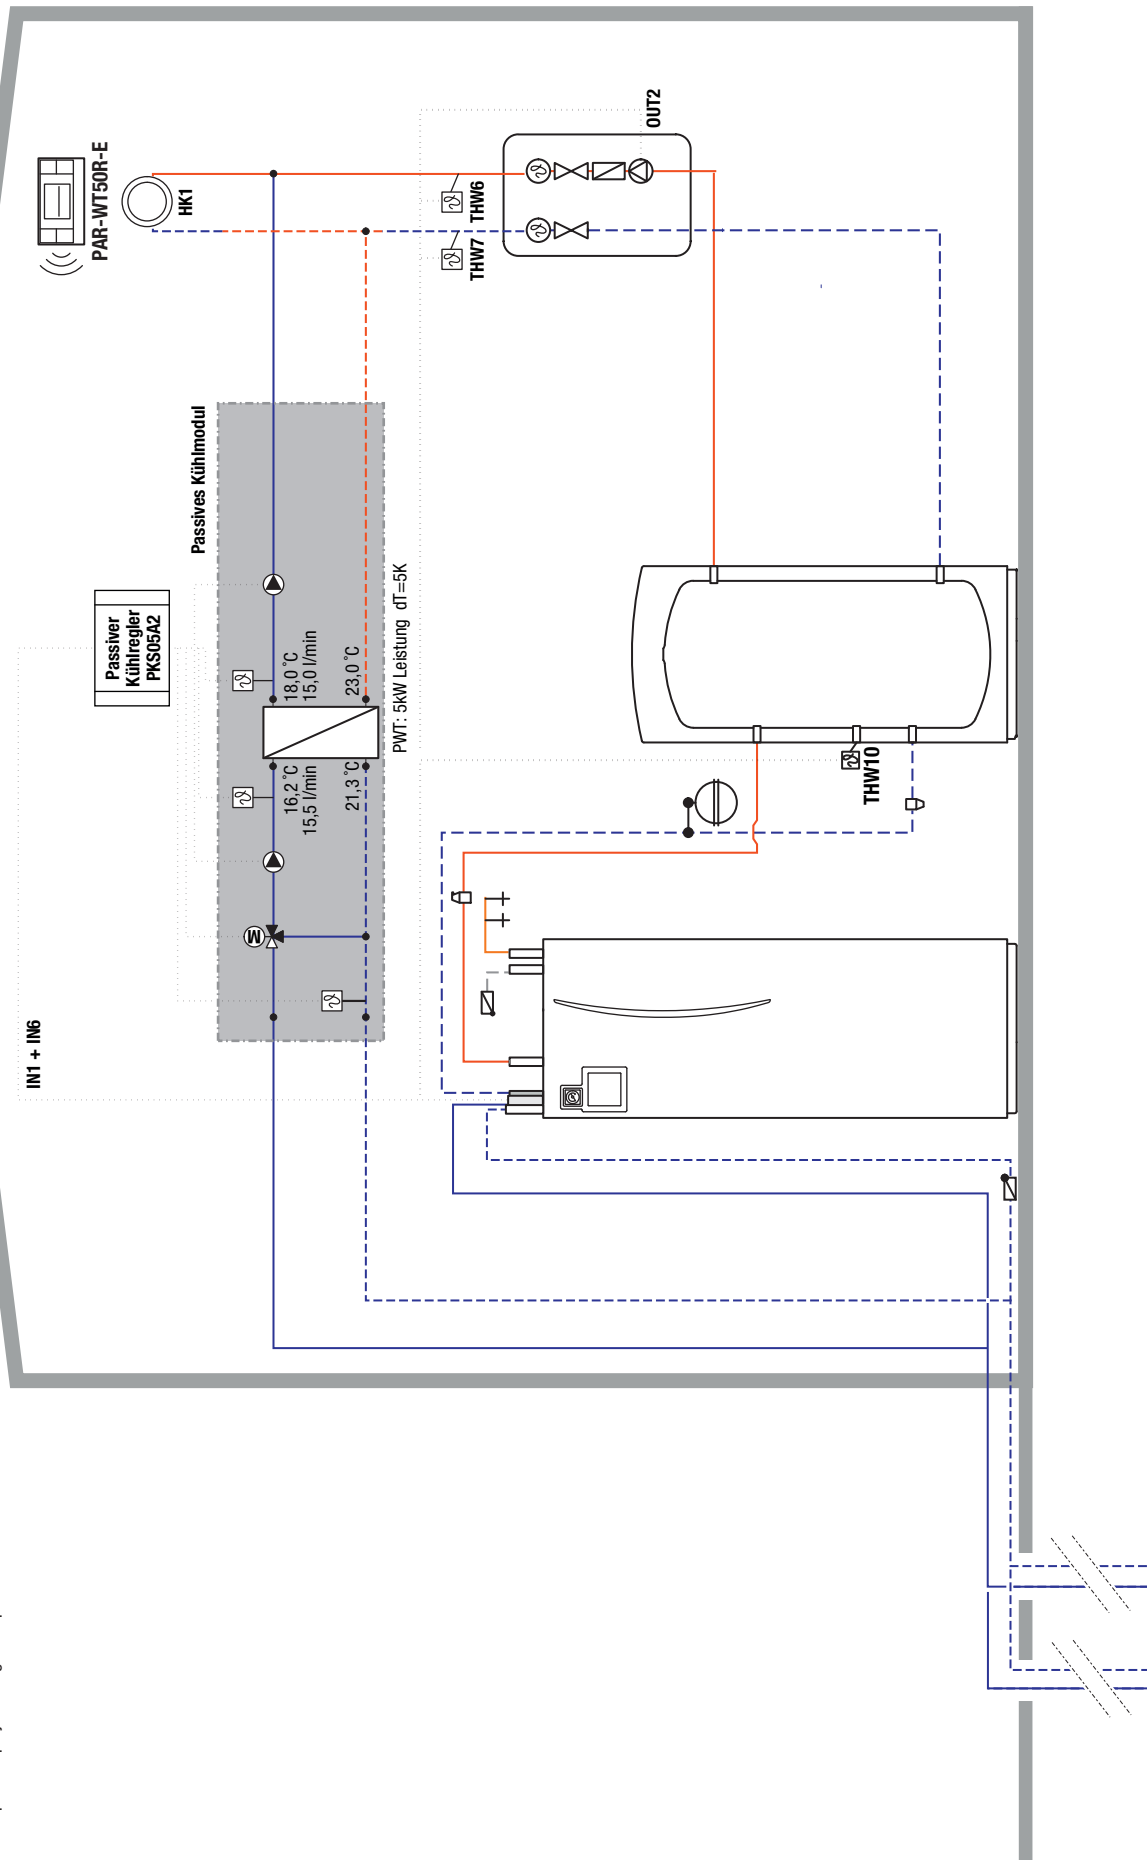 PAR-WT50R-E
HK1
THW6
THW7
OUT2
Passives Kühlmodul
Passiver
Kühlregler
PKS05A2
18,0 °C
15,0 l/min
23,0 °C
PWT: 5kW Leistung dT=5K
16,2 °C
15,5 l/min
21,3 °C
M
THW10
IN1 + IN6